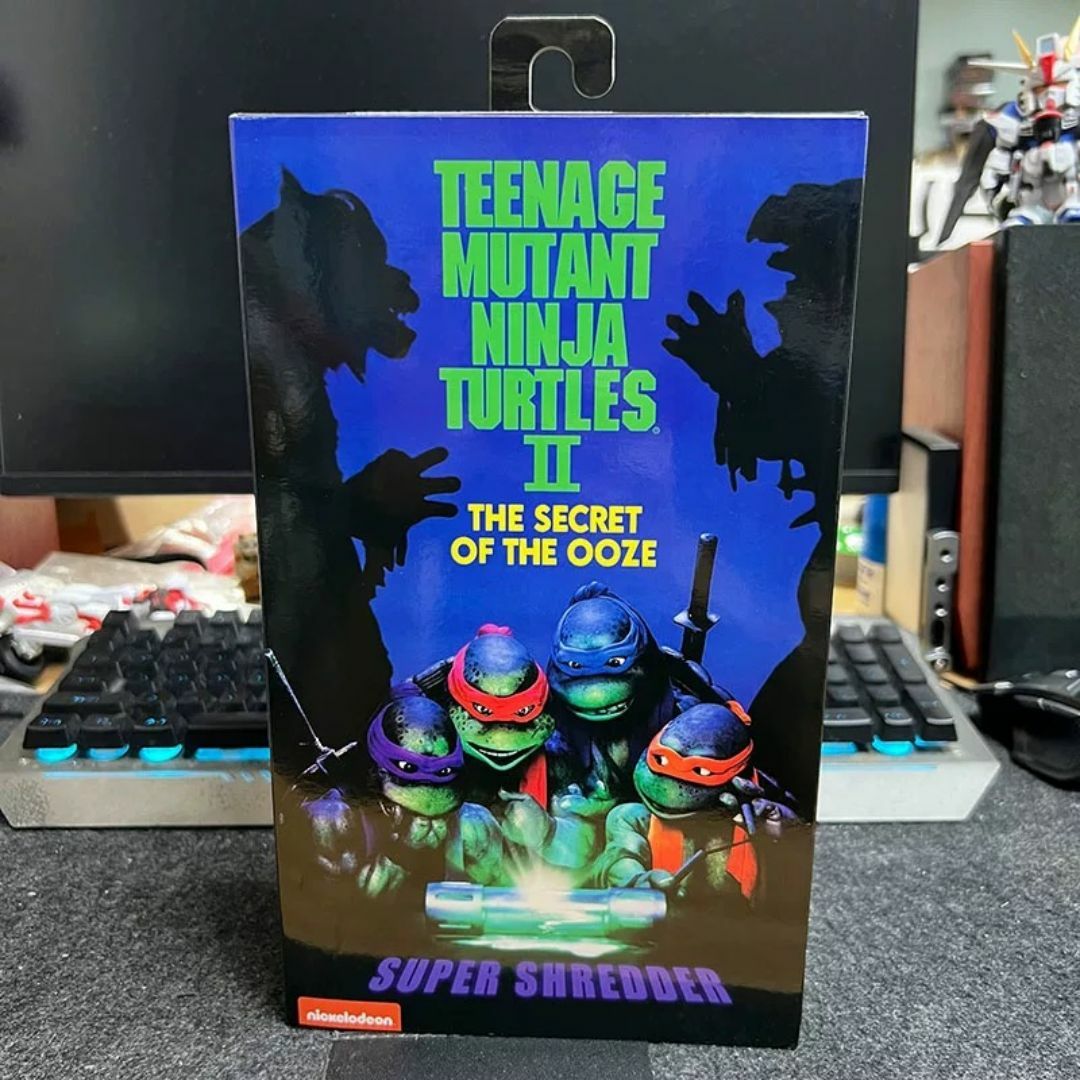 TEENAGE
MUTANT
NINJA
TURTLES
II
THE SECRET
OF THE OOZE
SUPER SHREDDER
nickelodeon